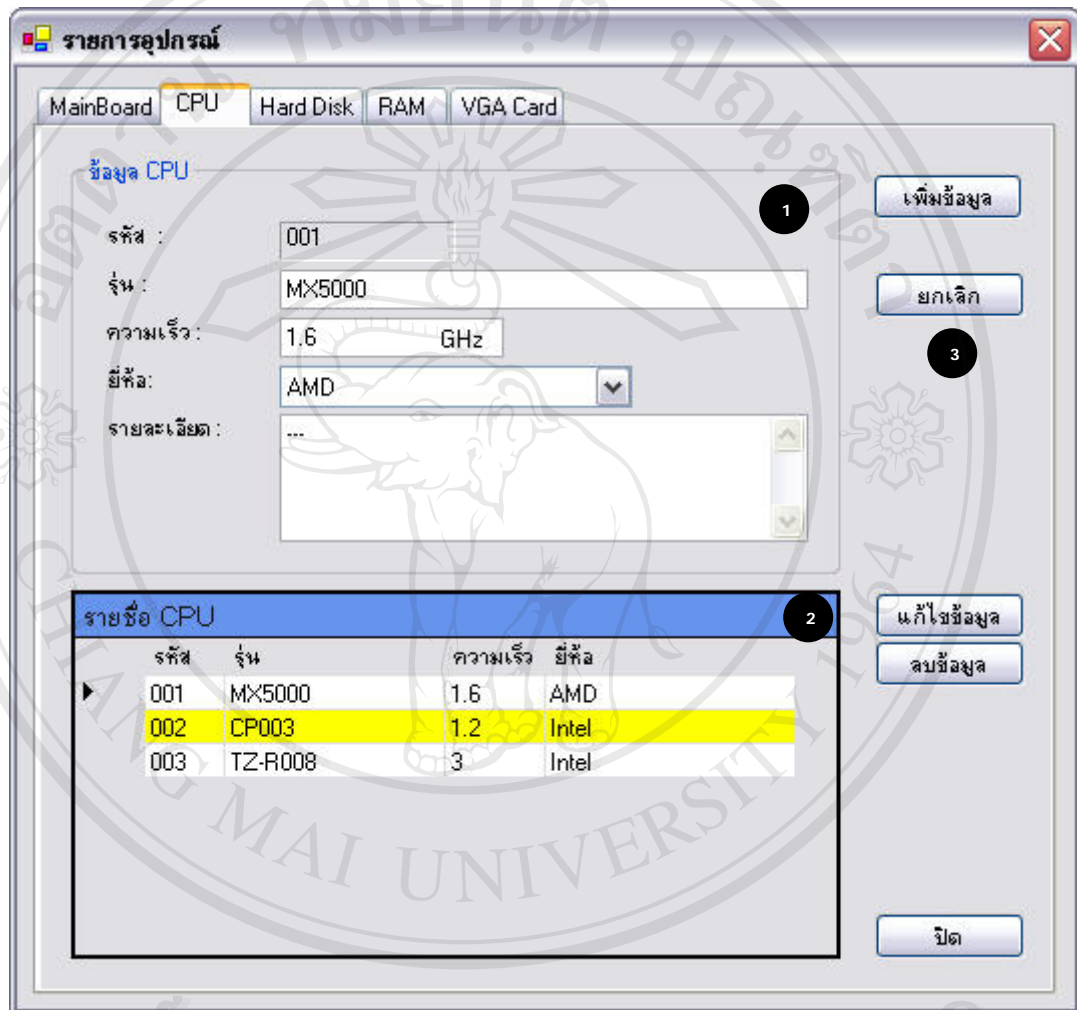 รายการอุปกรณ์
MainBoard CPU Hard Disk RAM VGA Card
ข้อมูล CPU
1
เพิ่มข้อมูล
รหัส : 001
รุ่น : MX5000
ยกเลิก
ความเร็ว : 1.6 GHz
3
ยี่ห้อ: AMD
รายละเอียด : ---
รายชื่อ CPU
2
แก้ไขข้อมูล
ลบข้อมูล
รหัส รุ่น ความเร็ว ยี่ห้อ
001 MX5000 1.6 AMD
002 CP003 1.2 Intel
003 TZ-R008 3 Intel
ปิด
CHIANG MAI UNIVERSITY 1964